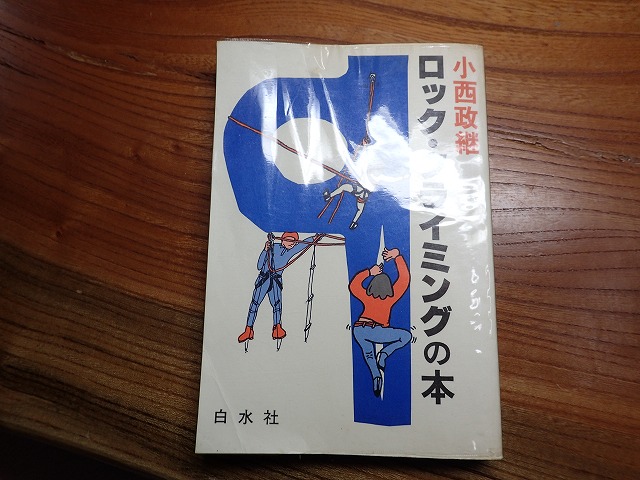 小西政継
ロック・クライミングの本
白水社